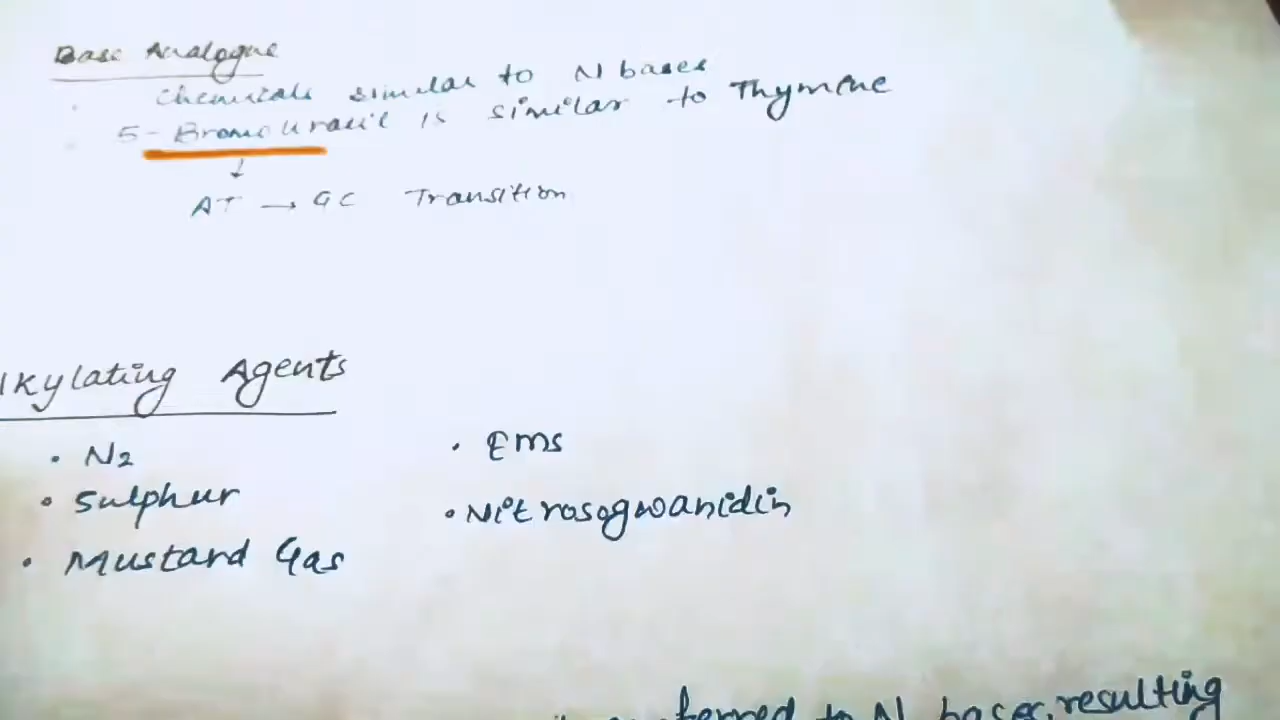 Base Analogue
Chemicals similar to N bases
5-Bromouracil is similar to Thymine
↓
AT → GC Transition
lkylating Agents
• N2
• Ems
• Sulphur
• Nitrosogwanidin
• Mustard Gas
ferred to N bases, resulting